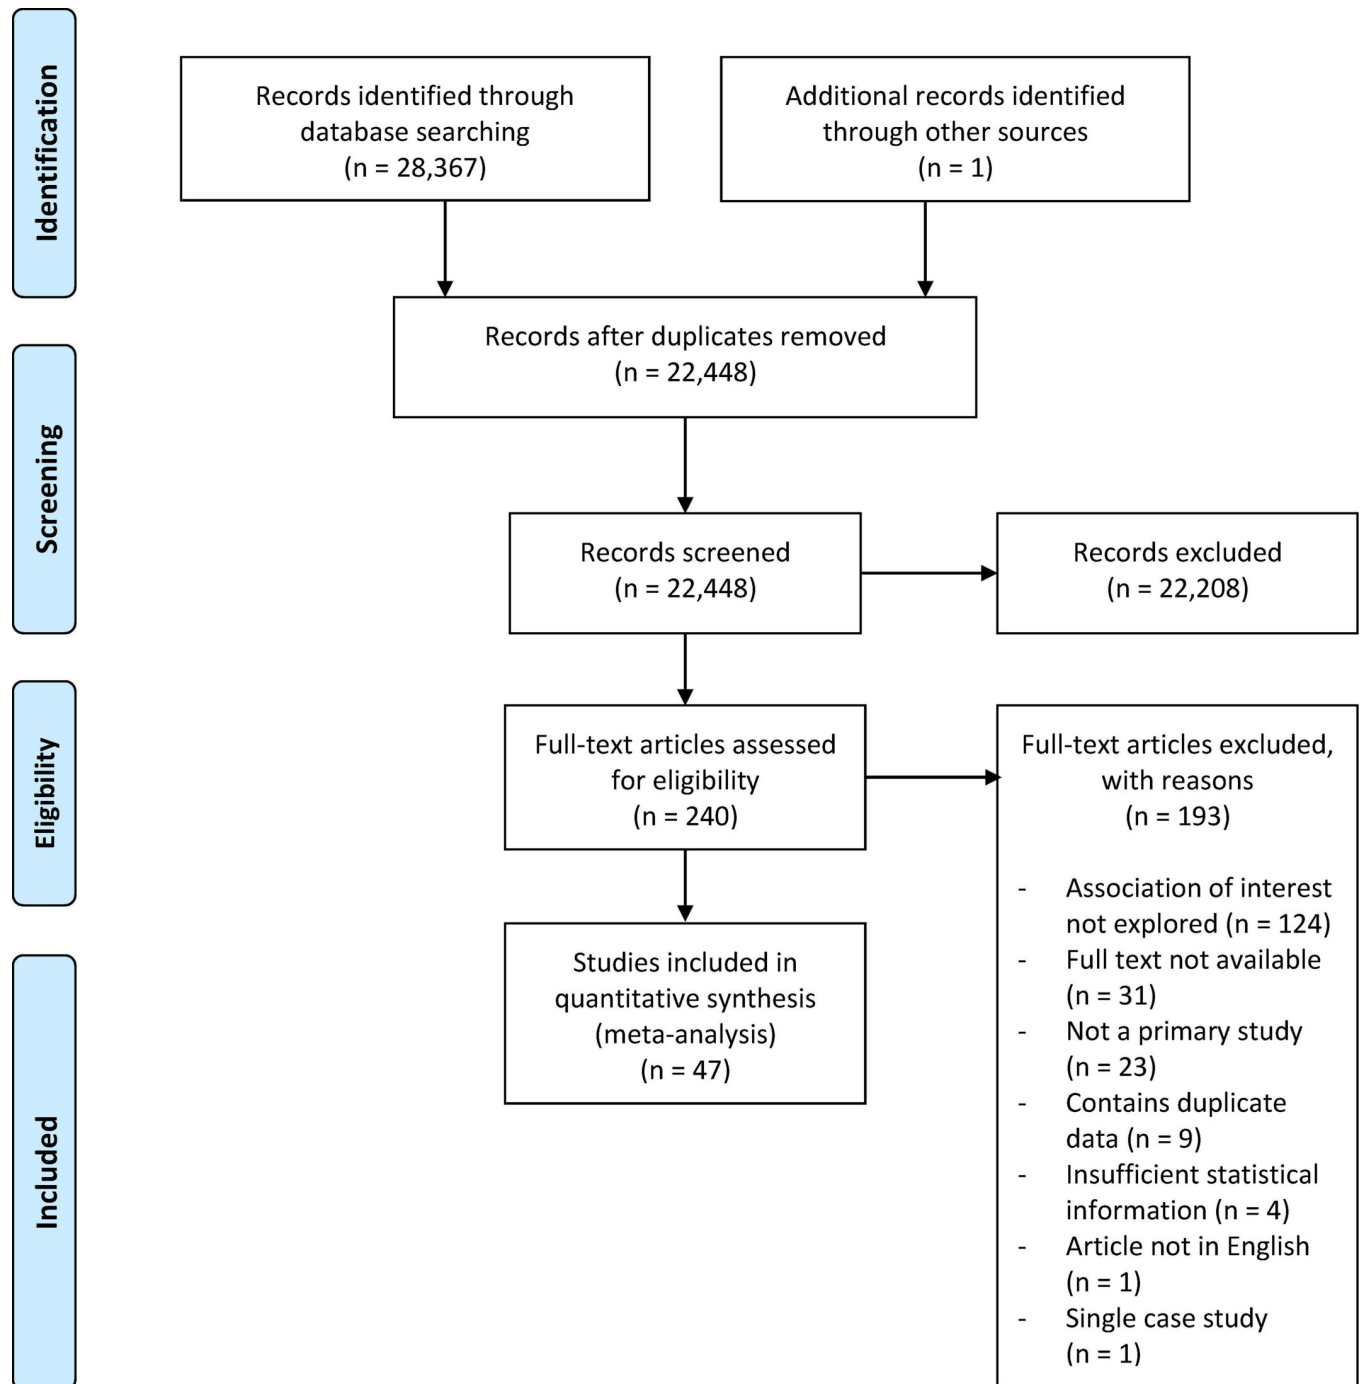 Identification
Records identified through
database searching
(n = 28,367)
Additional records identified
through other sources
(n = 1)
Records after duplicates removed
(n = 22,448)
Screening
Records screened
(n = 22,448)
Records excluded
(n = 22,208)
Eligibility
Full-text articles assessed
for eligibility
(n = 240)
Full-text articles excluded,
with reasons
(n = 193)
- Association of interest
not explored (n = 124)
- Full text not available
(n = 31)
- Not a primary study
(n = 23)
- Contains duplicate
data (n = 9)
- Insufficient statistical
information (n = 4)
- Article not in English
(n = 1)
- Single case study
(n = 1)
Included
Studies included in
quantitative synthesis
(meta-analysis)
(n = 47)